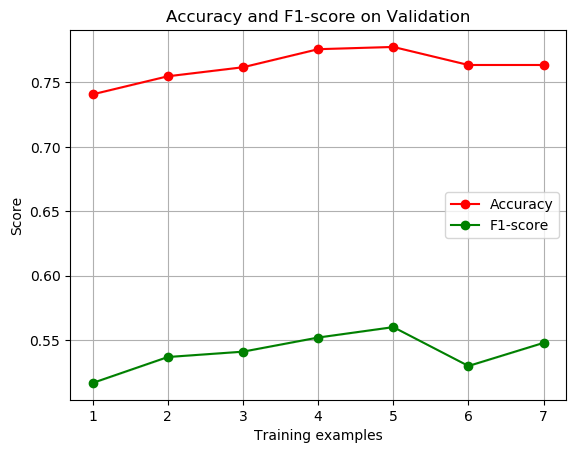 Accuracy and F1-score on Validation
Score
0.75
0.70
0.65
0.60
0.55
Accuracy
F1-score
1 2 3 4 5 6 7
Training examples